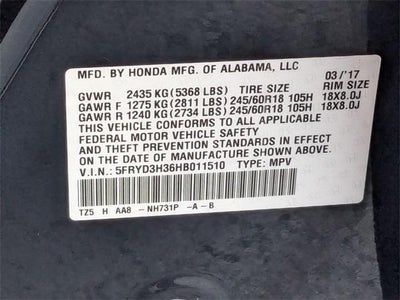 MFD. BY HONDA MFG. OF ALABAMA, LLC 03/'17
GVWR 2435 KG (5368 LBS) TIRE SIZE RIM SIZE
GAWR F 1275 KG (2811 LBS) 245/60R18 105H 18X8.0J
GAWR R 1240 KG (2734 LBS) 245/60R18 105H 18X8.0J
THIS VEHICLE CONFORMS TO ALL APPLICABLE
FEDERAL MOTOR VEHICLE SAFETY
AND THEFT PREVENTION STANDARDS IN EFFECT
ON THE DATE OF MANUFACTURE SHOWN ABOVE.
V.I.N.: 5FRYD3H36HB011510 TYPE: MPV
TZ5 H AA8 - NH731P -A - B